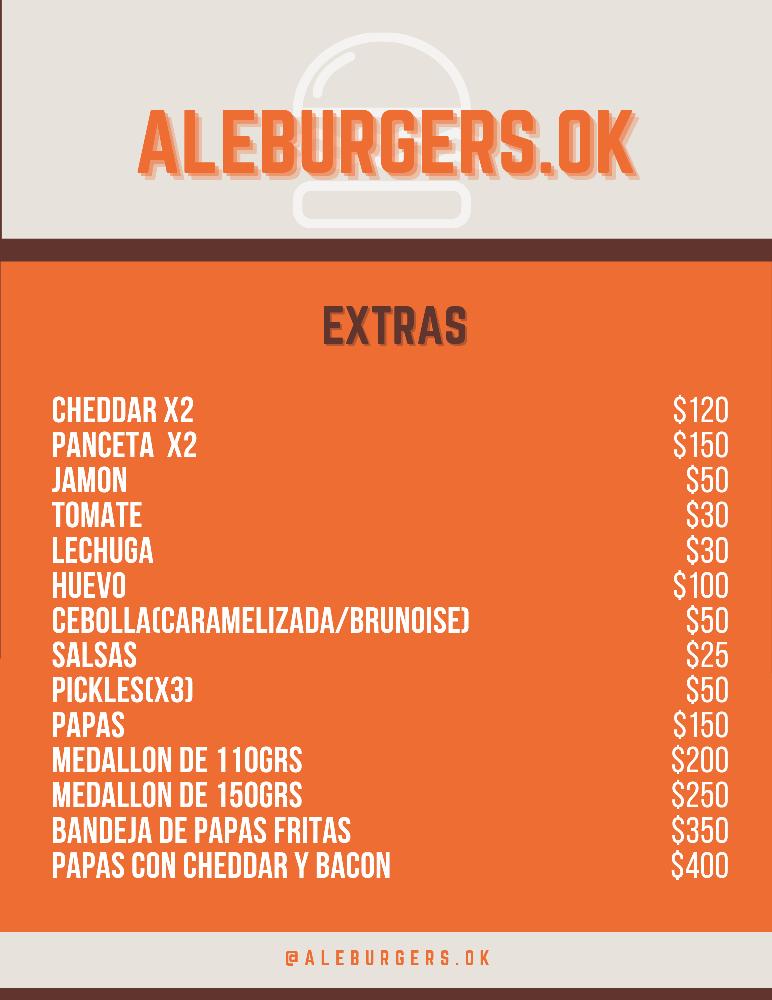 ALEBURGERS.OK
EXTRAS
CHEDDAR X2 $120
PANCETA X2 $150
JAMON $50
TOMATE $30
LECHUGA $30
HUEVO $100
CEBOLLA(CARAMELIZADA/BRUNOISE) $50
SALSAS $25
PICKLES(X3) $50
PAPAS $150
MEDALLON DE 110GRS $200
MEDALLON DE 150GRS $250
BANDEJA DE PAPAS FRITAS $350
PAPAS CON CHEDDAR Y BACON $400
@ALEBURGERS.OK